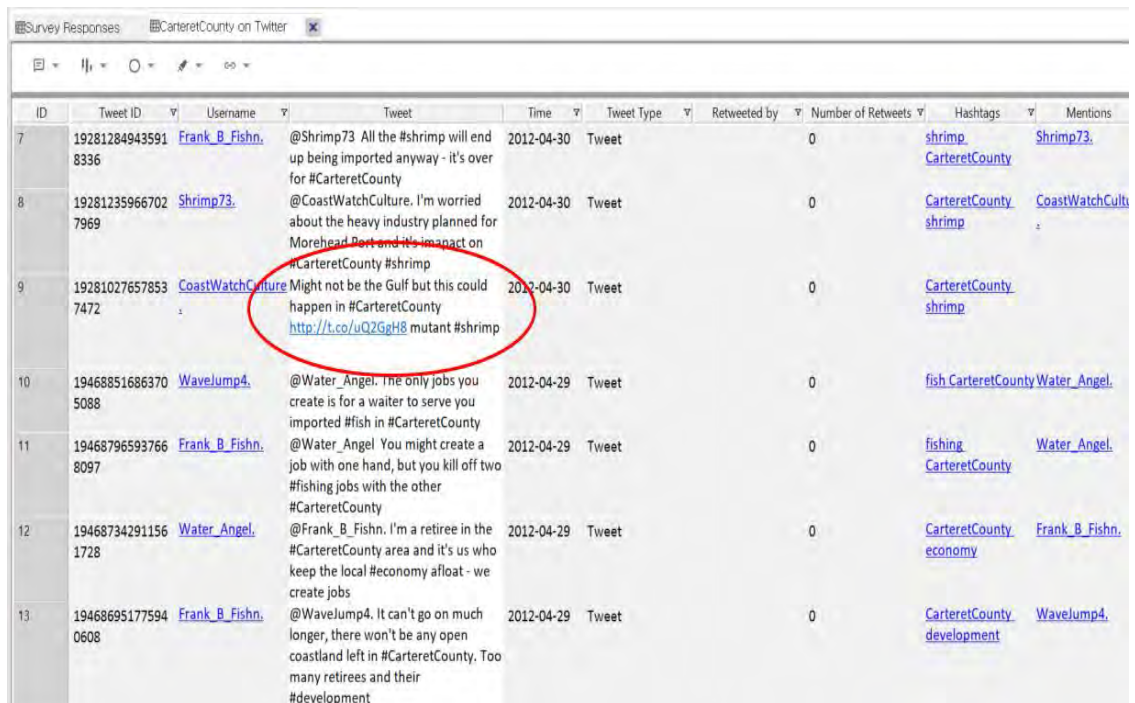 Survey Responses CarteretCounty on Twitter
ID Tweet ID Username Tweet Time Tweet Type Retweeted by Number of Retweets Hashtags Mentions
7 19281284943591 Frank_B_Fishn. @Shrimp73 All the #shrimp will end 2012-04-30 Tweet 0 shrimp Shrimp73.
8336 up being imported anyway - it's over CarteretCounty
for #CarteretCounty
8 19281235966702 Shrimp73. @CoastWatchCulture. I'm worried 2012-04-30 Tweet 0 CarteretCounty CoastWatchCultu
7969 about the heavy industry planned for shrimp .
Morehead Port and it's imapact on
#CarteretCounty #shrimp
9 19281027657853 CoastWatchCulture Might not be the Gulf but this could 2012-04-30 Tweet 0 CarteretCounty
7472 . happen in #CarteretCounty shrimp
http://t.co/uQ2GgH8 mutant #shrimp
10 19468851686370 WaveJump4. @Water_Angel. The only jobs you 2012-04-29 Tweet 0 fish CarteretCounty Water_Angel.
5088 create is for a waiter to serve you
imported #fish in #CarteretCounty
11 19468796593766 Frank_B_Fishn. @Water_Angel You might create a 2012-04-29 Tweet 0 fishing Water_Angel.
8097 job with one hand, but you kill off two CarteretCounty
#fishing jobs with the other
#CarteretCounty
12 19468734291156 Water_Angel. @Frank_B_Fishn. I'm a retiree in the 2012-04-29 Tweet 0 CarteretCounty Frank_B_Fishn.
1728 #CarteretCounty area and it's us who economy
keep the local #economy afloat - we
create jobs
13 19468695177594 Frank_B_Fishn. @WaveJump4. It can't go on much 2012-04-29 Tweet 0 CarteretCounty WaveJump4.
0608 longer, there won't be any open development
coastland left in #CarteretCounty. Too
many retirees and their
#development